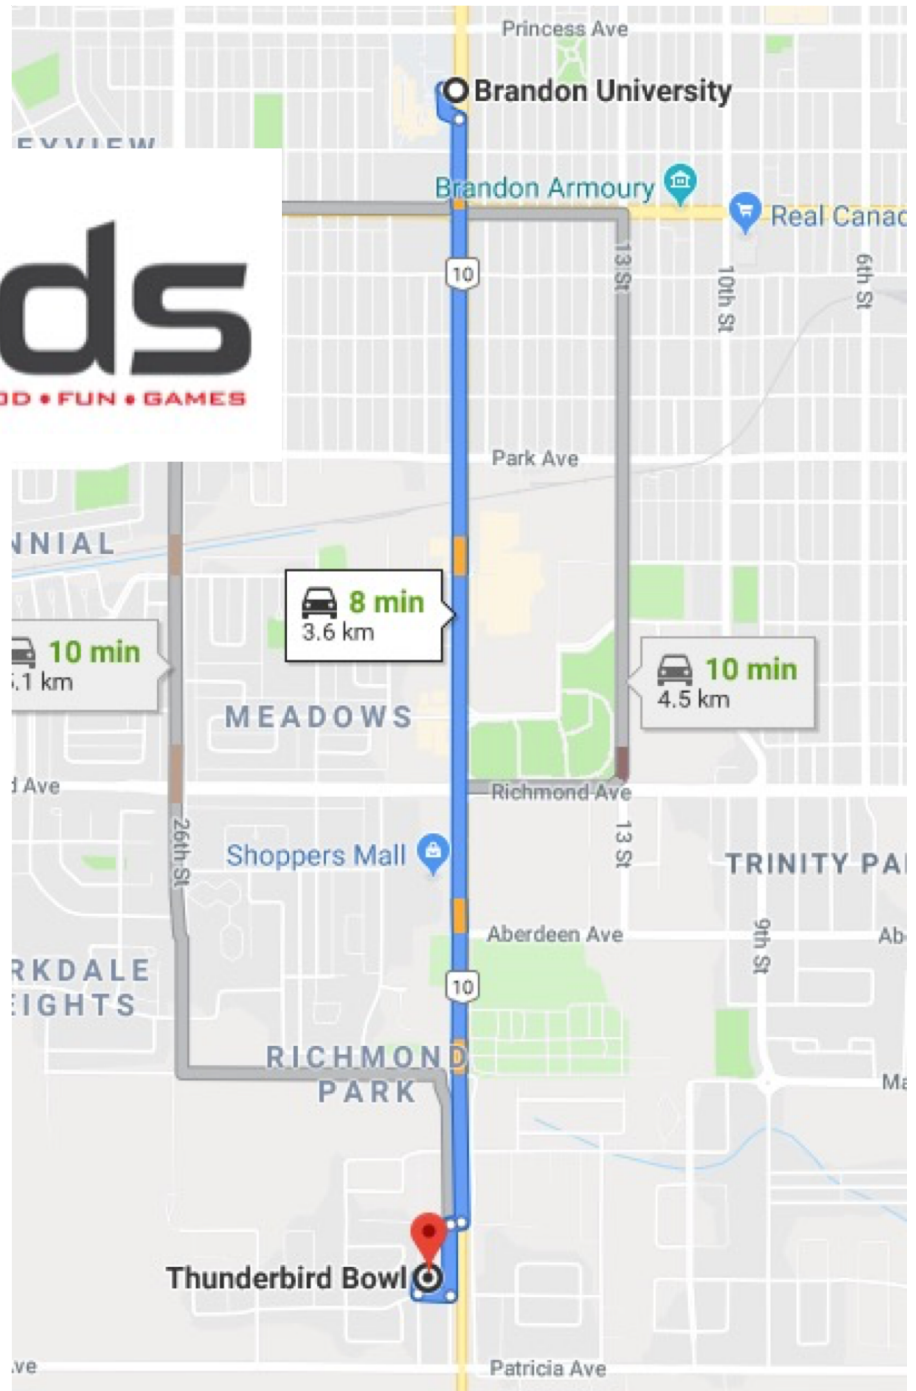 Princess Ave
Brandon University
Brandon Armoury
Real Canad
13 St
10
10th St
6th St
ds
FUN • GAMES
Park Ave
NNIAL
8 min
3.6 km
10 min
.1 km
10 min
4.5 km
MEADOWS
d Ave
Richmond Ave
26th St
Shoppers Mall
13 St
TRINITY PA
9th St
Aberdeen Ave
Ab
RKDALE
EIGHTS
10
RICHMOND
PARK
Ma
Thunderbird Bowl
ve
Patricia Ave